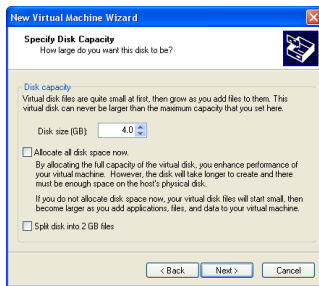 New Virtual Machine Wizard
Specify Disk Capacity
How large do you want this disk to be?
Disk capacity
Virtual disk files are quite small at first, then grow as you add files to them. This
virtual disk can never be larger than the maximum capacity that you set here.
Disk size (GB): 4.0
Allocate all disk space now.
By allocating the full capacity of the virtual disk, you enhance performance of
your virtual machine. However, the disk will take longer to create and there
must be enough space on the host's physical disk.
If you do not allocate disk space now, your virtual disk files will start small, then
become larger as you add applications, files, and data to your virtual machine.
Split disk into 2 GB files
< Back Next > Cancel